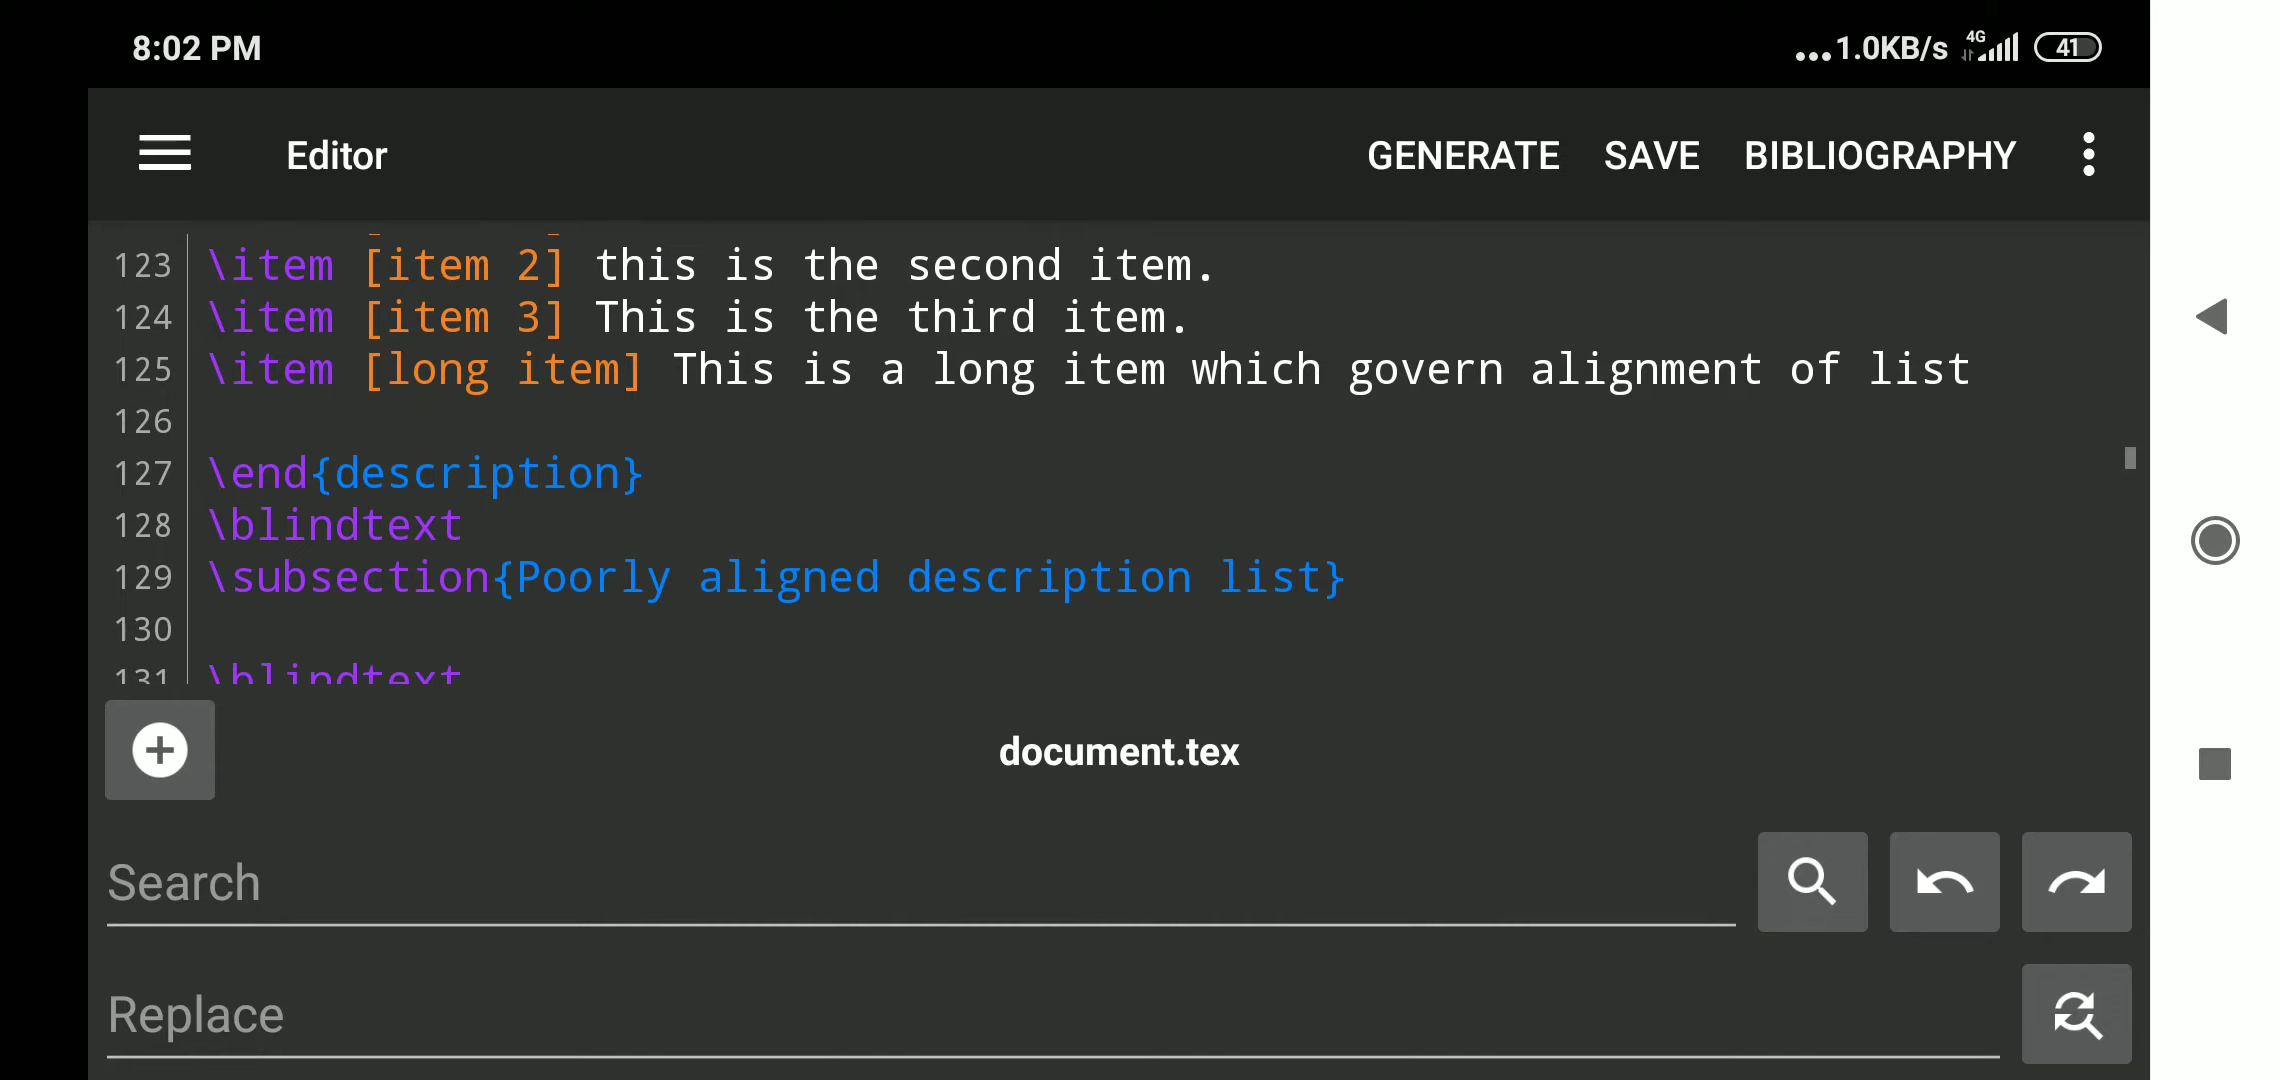 8:02 PM
...1.0KB/s 4G 41
Editor GENERATE SAVE BIBLIOGRAPHY
123 \item [item 2] this is the second item.
124 \item [item 3] This is the third item.
125 \item [long item] This is a long item which govern alignment of list
126
127 \end{description}
128 \blindtext
129 \subsection{Poorly aligned description list}
130
131 \blindtext
document.tex
Search
Replace